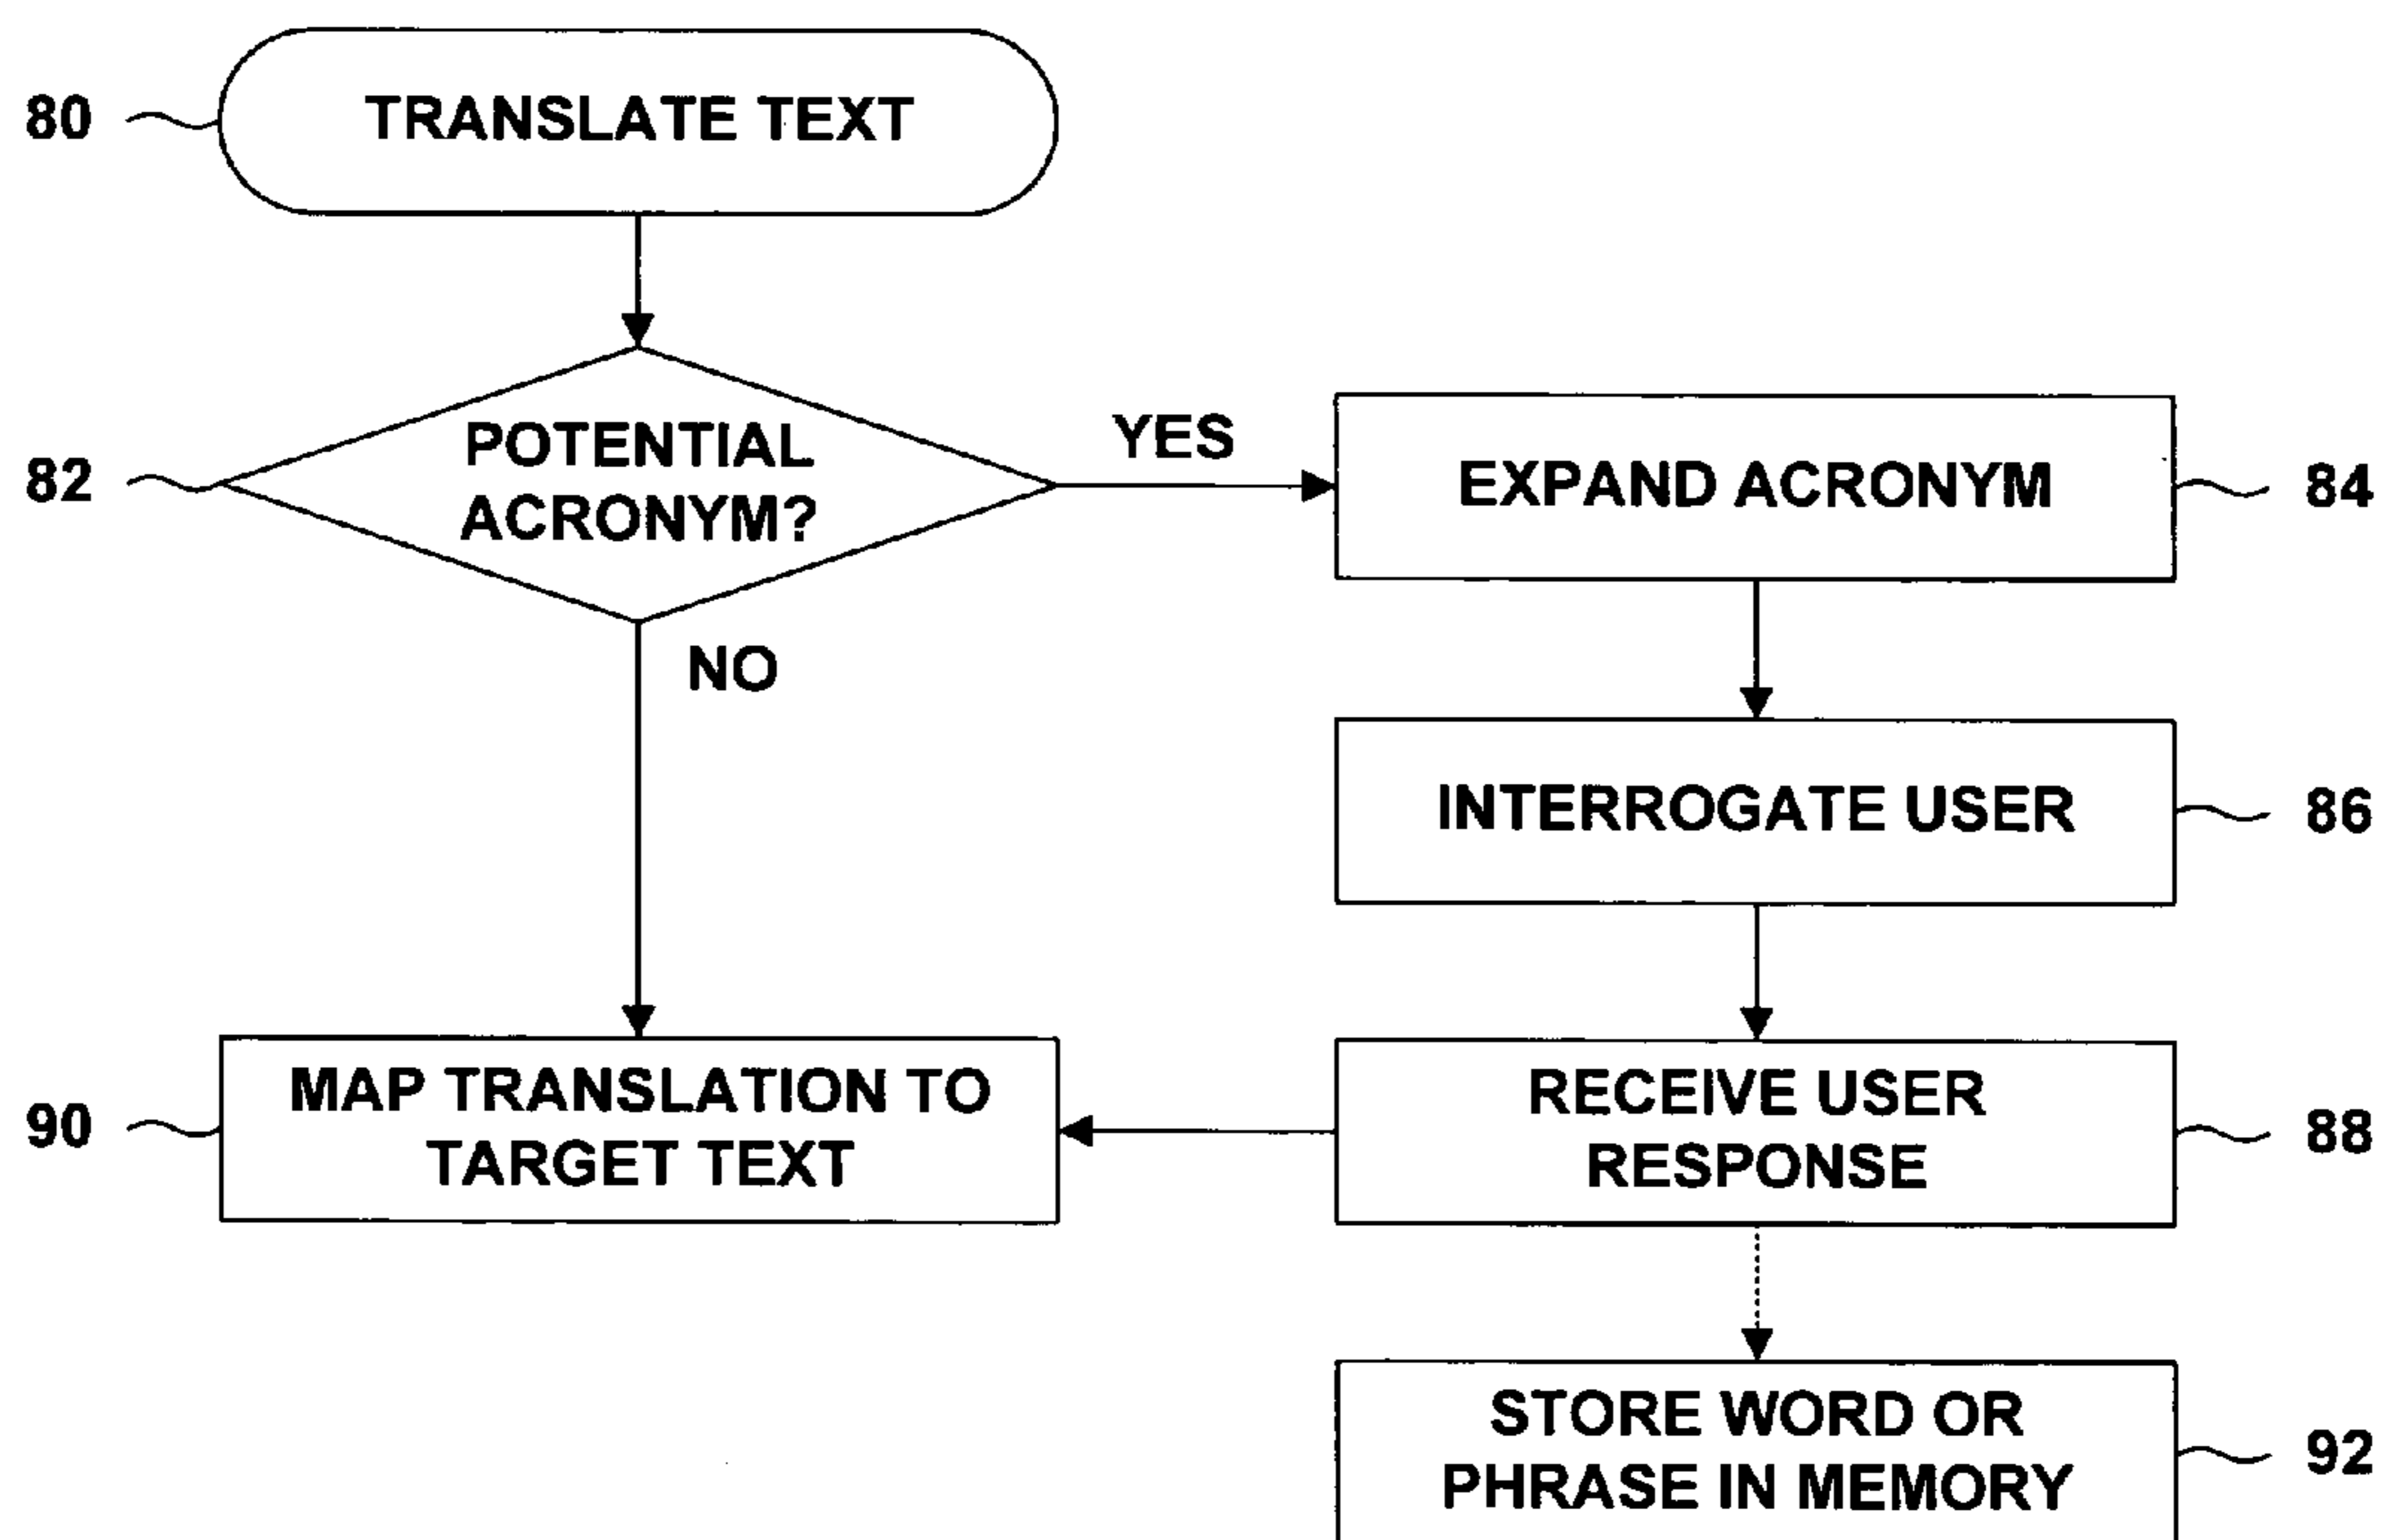 80
TRANSLATE TEXT
82
POTENTIAL
ACRONYM?
YES
EXPAND ACRONYM
84
NO
INTERROGATE USER
86
90
MAP TRANSLATION TO
TARGET TEXT
RECEIVE USER
RESPONSE
88
STORE WORD OR
PHRASE IN MEMORY
92